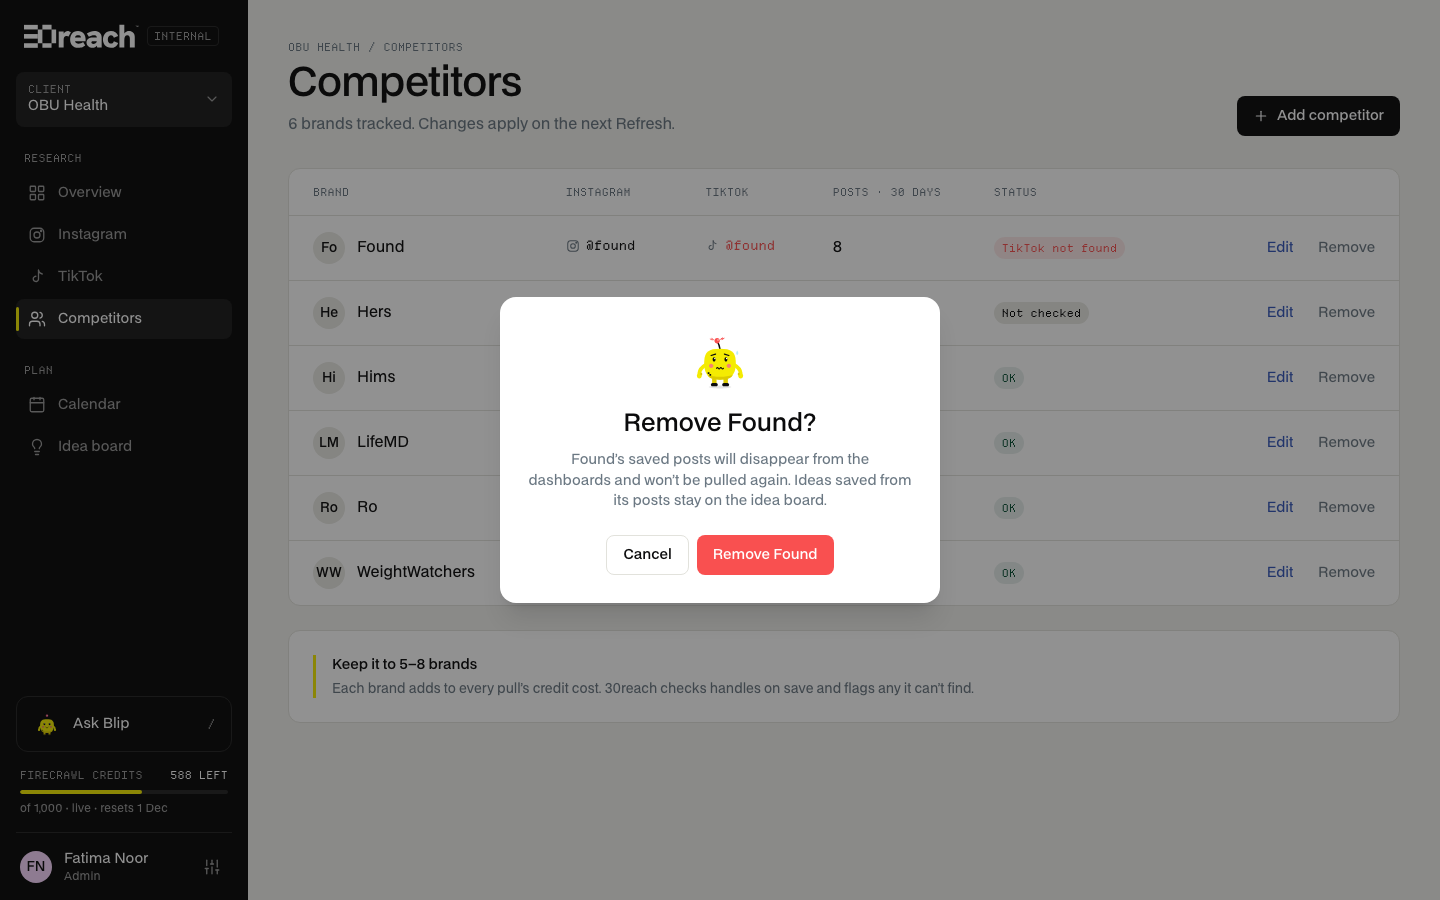 30reach INTERNAL
CLIENT
OBU Health
RESEARCH
Overview
Instagram
TikTok
Competitors
PLAN
Calendar
Idea board
Ask Blip /
FIRECRAWL CREDITS 588 LEFT
of 1,000 · live · resets 1 Dec
FN Fatima Noor
Admin
OBU HEALTH / COMPETITORS
Competitors
6 brands tracked. Changes apply on the next Refresh.
+ Add competitor
BRAND INSTAGRAM TIKTOK POSTS · 30 DAYS STATUS
Fo Found @found @found 8 TikTok not found Edit Remove
He Hers Not checked Edit Remove
Hi Hims OK Edit Remove
LM LifeMD OK Edit Remove
Ro Ro OK Edit Remove
WW WeightWatchers OK Edit Remove
Remove Found?
Found's saved posts will disappear from the
dashboards and won't be pulled again. Ideas saved from
its posts stay on the idea board.
Cancel Remove Found
Keep it to 5–8 brands
Each brand adds to every pull's credit cost. 30reach checks handles on save and flags any it can't find.